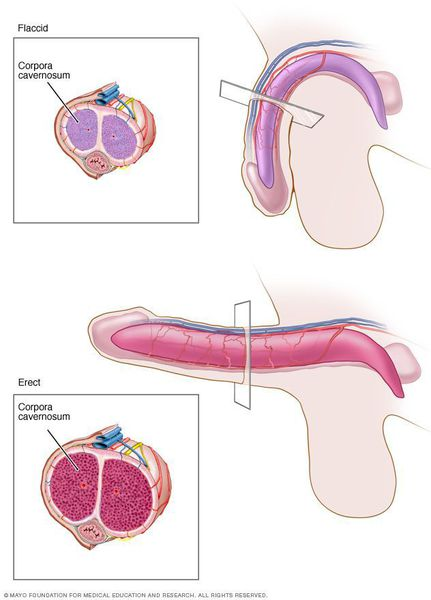 Flaccid
Corpora
cavernosum
Erect
Corpora
cavernosum
© MAYO FOUNDATION FOR MEDICAL EDUCATION AND RESEARCH. ALL RIGHTS RESERVED.